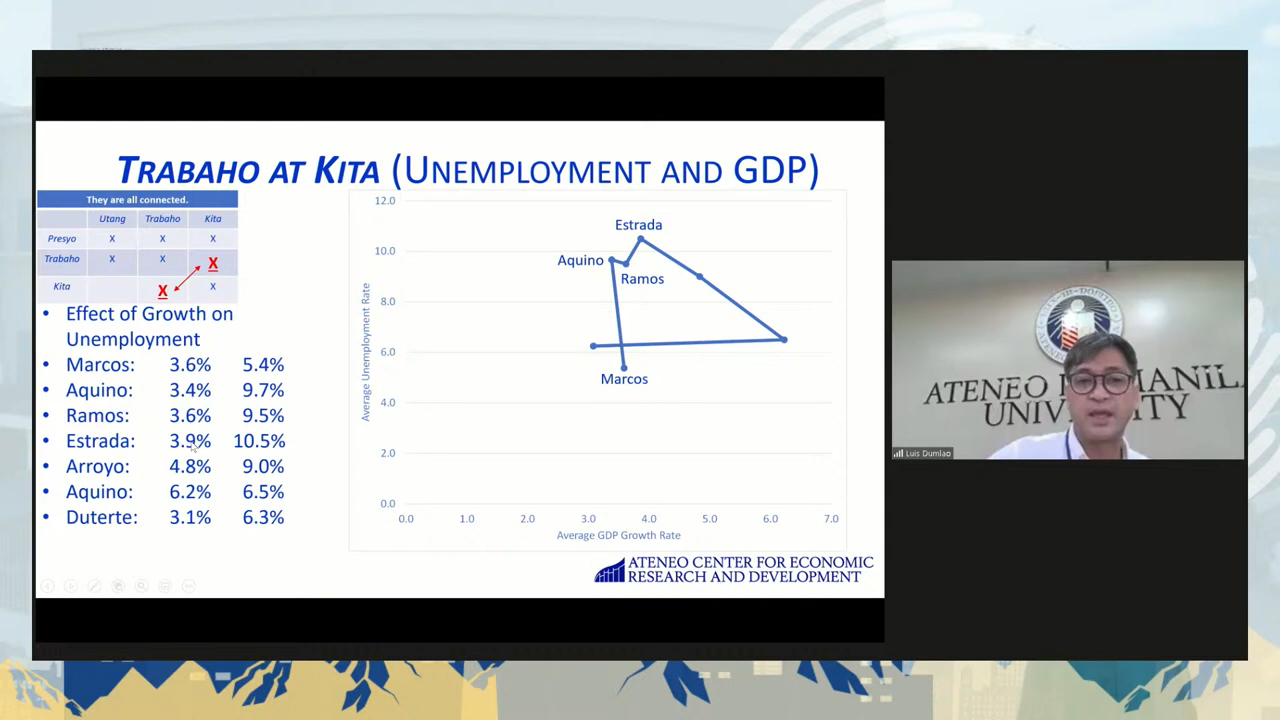 TRABAHO AT KITA (UNEMPLOYMENT AND GDP)
They are all connected.
Utang Trabaho Kita
Presyo X X X
Trabaho X X X
Kita X X
• Effect of Growth on
Unemployment
• Marcos: 3.6% 5.4%
• Aquino: 3.4% 9.7%
• Ramos: 3.6% 9.5%
• Estrada: 3.9% 10.5%
• Arroyo: 4.8% 9.0%
• Aquino: 6.2% 6.5%
• Duterte: 3.1% 6.3%
Average Unemployment Rate
12.0
10.0
8.0
6.0
4.0
2.0
0.0
Estrada
Aquino
Ramos
Marcos
0.0 1.0 2.0 3.0 4.0 5.0 6.0 7.0
Average GDP Growth Rate
ATENEO CENTER FOR ECONOMIC
RESEARCH AND DEVELOPMENT
ATENEO MANILA
UNIVERSITY
Luis Dumlao